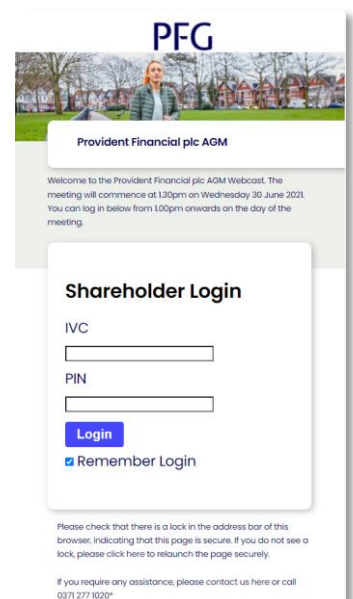 PFG
Provident Financial plc AGM
Welcome to the Provident Financial plc AGM Webcast. The
meeting will commence at 1.30pm on Wednesday 30 June 2021.
You can log in below from 1.00pm onwards on the day of the
meeting.
Shareholder Login
IVC
PIN
Login
Remember Login
Please check that there is a lock in the address bar of this
browser, indicating that this page is secure. If you do not see a
lock, please click here to relaunch the page securely.
If you require any assistance, please contact us here or call
0371 277 1020*